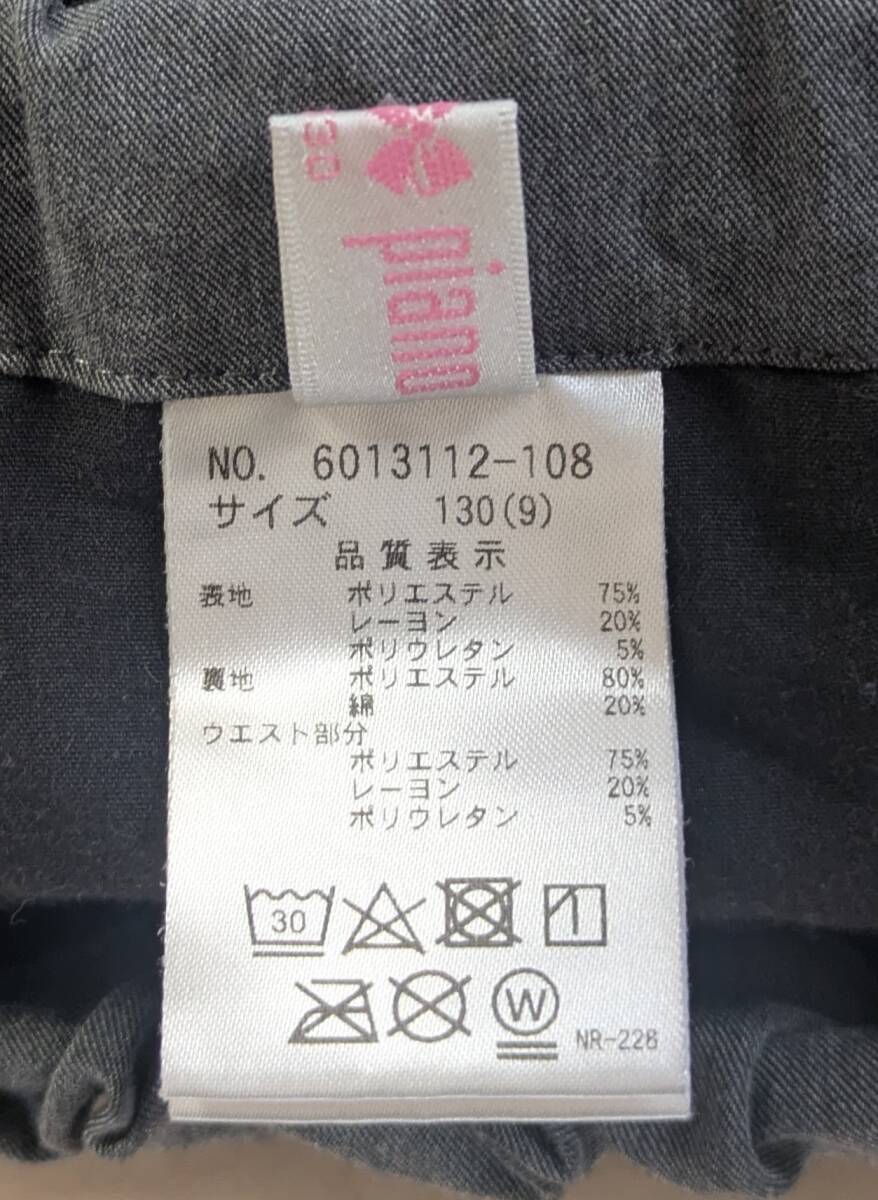 30
piano
NO. 6013112-108
サイズ 130(9)
品質表示
表地 ポリエステル 75%
レーヨン 20%
ポリウレタン 5%
裏地 ポリエステル 80%
綿 20%
ウエスト部分
ポリエステル 75%
レーヨン 20%
ポリウレタン 5%
30
W
NR-228